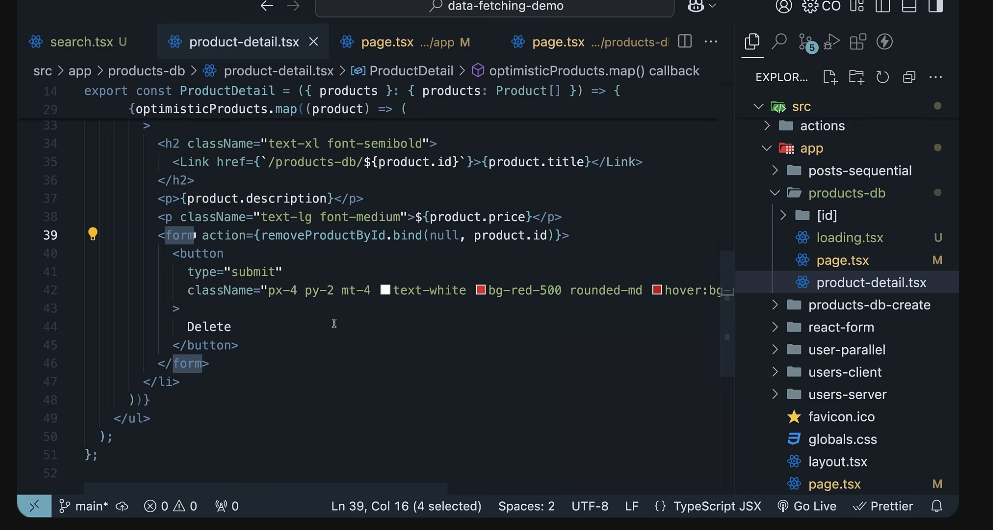 data-fetching-demo
CO
search.tsx U
product-detail.tsx
page.tsx .../app M
page.tsx .../products-d
5
src > app > products-db > product-detail.tsx > ProductDetail > optimisticProducts.map() callback
EXPLOR...
14 export const ProductDetail = ({ products }: { products: Product[] }) => {
29 {optimisticProducts.map((product) => (
33 >
34 <h2 className="text-xl font-semibold">
35 <Link href={`/products-db/${product.id}`}>{product.title}</Link>
36 </h2>
37 <p>{product.description}</p>
38 <p className="text-lg font-medium">${product.price}</p>
39 <form action={removeProductById.bind(null, product.id)}>
40 <button
41 type="submit"
42 className="px-4 py-2 mt-4 text-white bg-red-500 rounded-md hover:bg
43 >
44 Delete
45 </button>
46 </form>
47 </li>
48 ))}
49 </ul>
50 );
51 };
52
src
actions
app
posts-sequential
products-db
[id]
loading.tsx U
page.tsx M
product-detail.tsx
products-db-create
react-form
user-parallel
users-client
users-server
favicon.ico
globals.css
layout.tsx
page.tsx M
main* 0 0 0 Ln 39, Col 16 (4 selected) Spaces: 2 UTF-8 LF {} TypeScript JSX Go Live Prettier